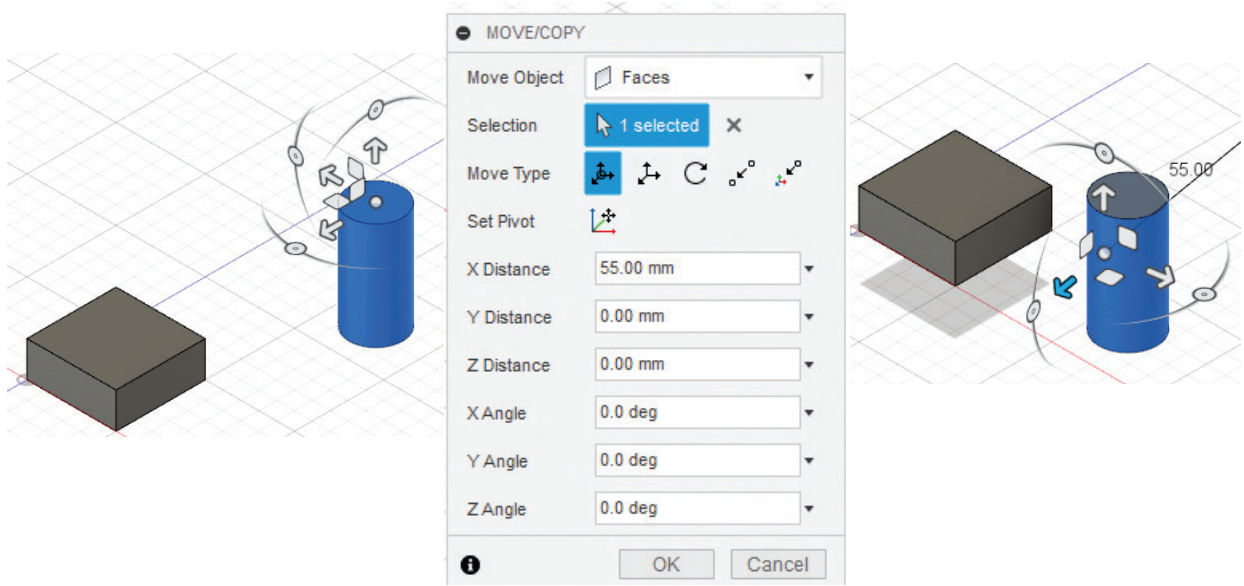 MOVE/COPY
Move Object Faces
Selection 1 selected
Move Type
Set Pivot
X Distance 55.00 mm
Y Distance 0.00 mm
Z Distance 0.00 mm
X Angle 0.0 deg
Y Angle 0.0 deg
Z Angle 0.0 deg
OK Cancel
55.00